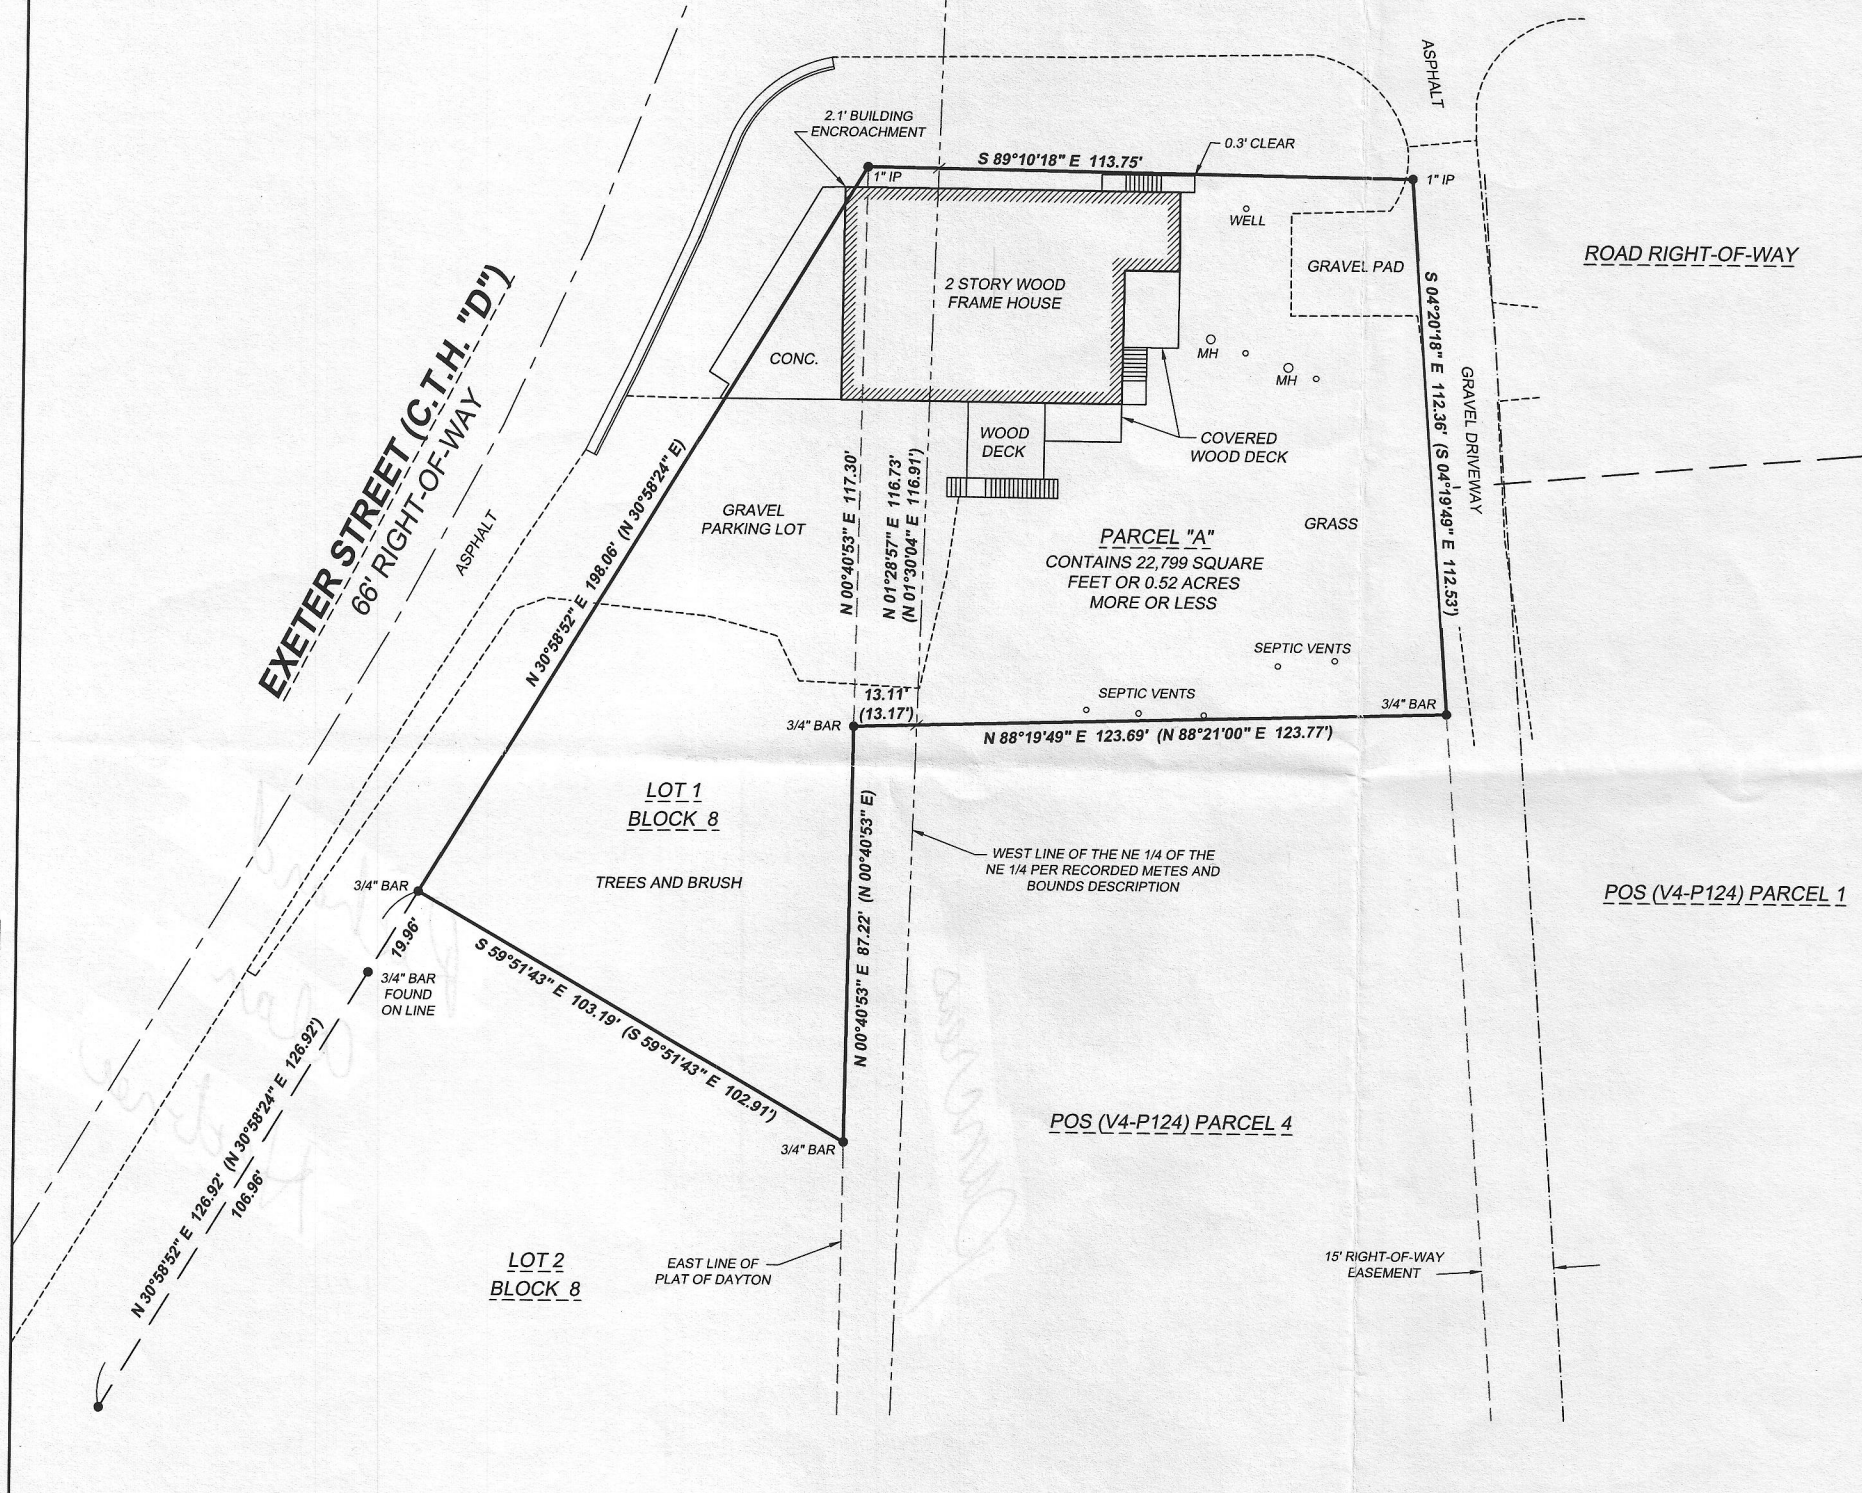 ASPHALT
2.1' BUILDING
ENCROACHMENT
0.3' CLEAR
S 89°10'18" E 113.75'
1" IP
1" IP
WELL
ROAD RIGHT-OF-WAY
GRAVEL PAD
2 STORY WOOD
FRAME HOUSE
CONC.
MH
MH
S 04°20'18" E 112.36' (S 04°19'49" E 112.53')
GRAVEL DRIVEWAY
EXETER STREET (C.T.H. "D")
66' RIGHT-OF-WAY
ASPHALT
WOOD
DECK
COVERED
WOOD DECK
GRAVEL
PARKING LOT
N 30°58'52" E 198.06' (N 30°58'24" E)
N 00°40'53" E 117.30'
N 01°28'57" E 116.73'
(N 01°30'04" E 116.91')
GRASS
PARCEL "A"
CONTAINS 22,799 SQUARE
FEET OR 0.52 ACRES
MORE OR LESS
SEPTIC VENTS
SEPTIC VENTS
13.11'
(13.17')
3/4" BAR
3/4" BAR
N 88°19'49" E 123.69' (N 88°21'00" E 123.77')
LOT 1
BLOCK 8
TREES AND BRUSH
WEST LINE OF THE NE 1/4 OF THE
NE 1/4 PER RECORDED METES AND
BOUNDS DESCRIPTION
3/4" BAR
19.96'
3/4" BAR
FOUND
ON LINE
S 59°51'43" E 103.19' (S 59°51'43" E 102.91')
N 00°40'53" E 87.22' (N 00°40'53" E)
POS (V4-P124) PARCEL 1
POS (V4-P124) PARCEL 4
3/4" BAR
N 30°58'52" E 126.92' (N 30°58'24" E 126.92')
106.96'
LOT 2
BLOCK 8
EAST LINE OF
PLAT OF DAYTON
15' RIGHT-OF-WAY
EASEMENT